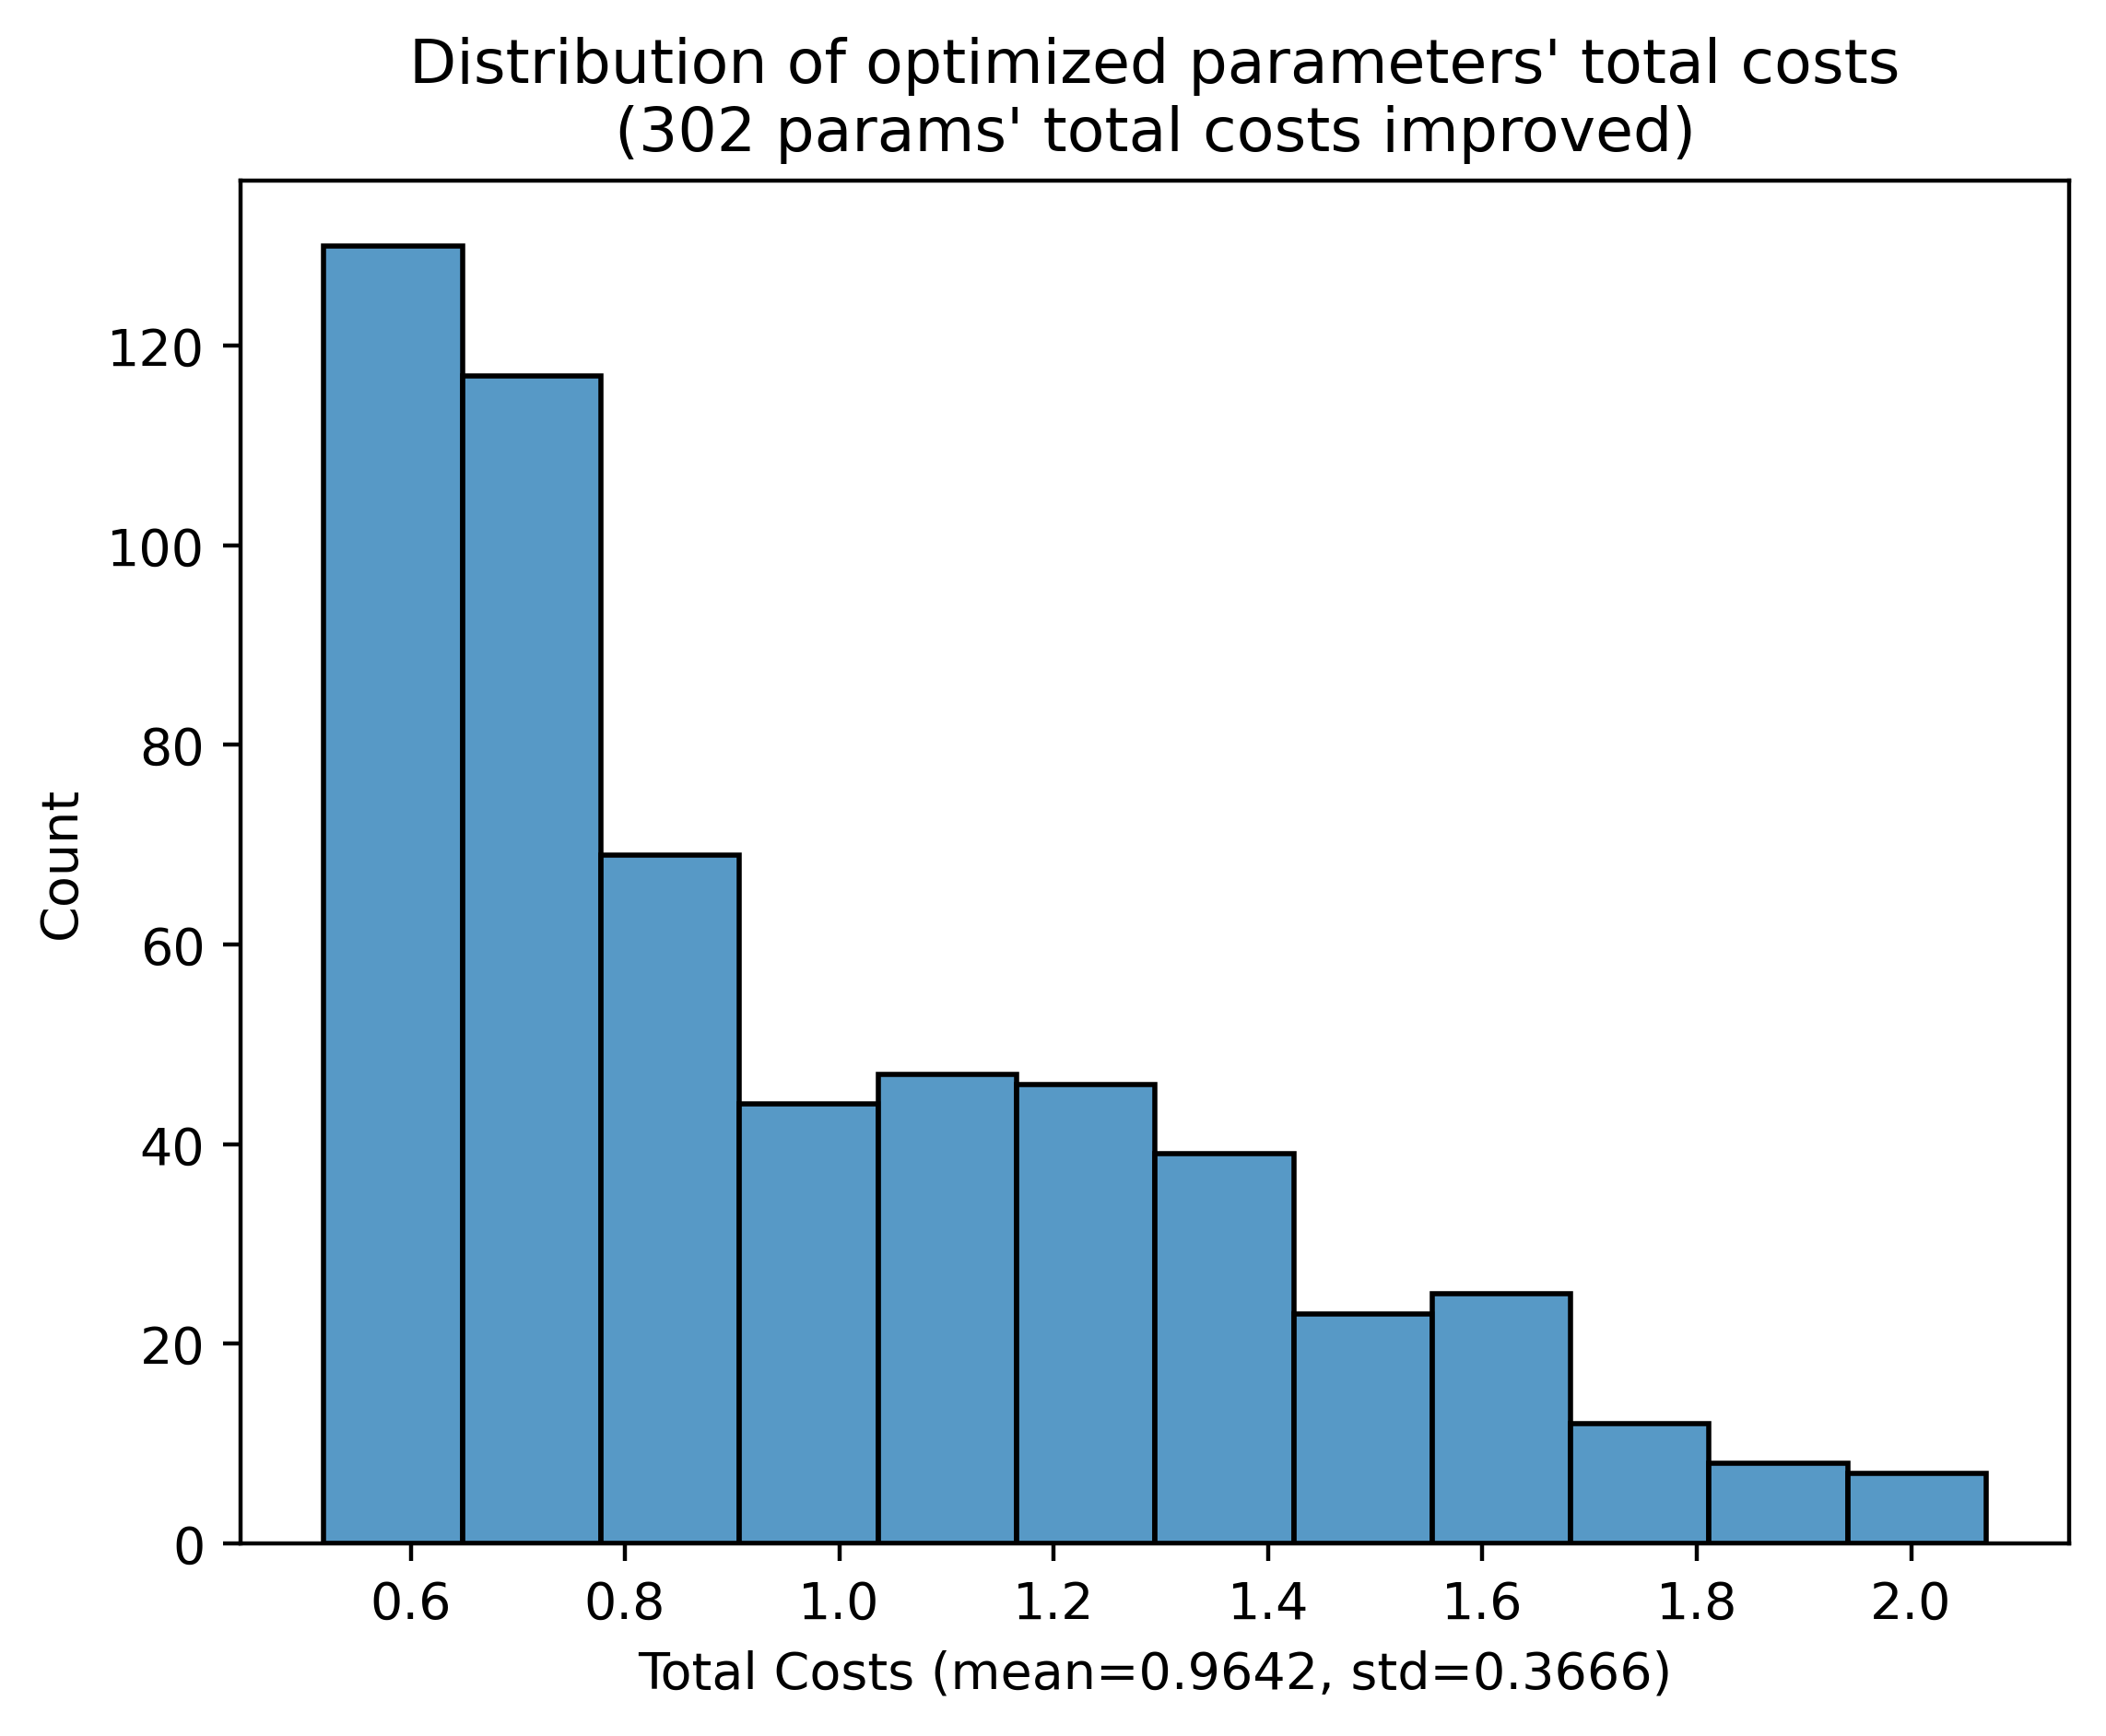 Distribution of optimized parameters' total costs
(302 params' total costs improved)
120
100
80
60
40
20
0
Count
0.6 0.8 1.0 1.2 1.4 1.6 1.8 2.0
Total Costs (mean=0.9642, std=0.3666)